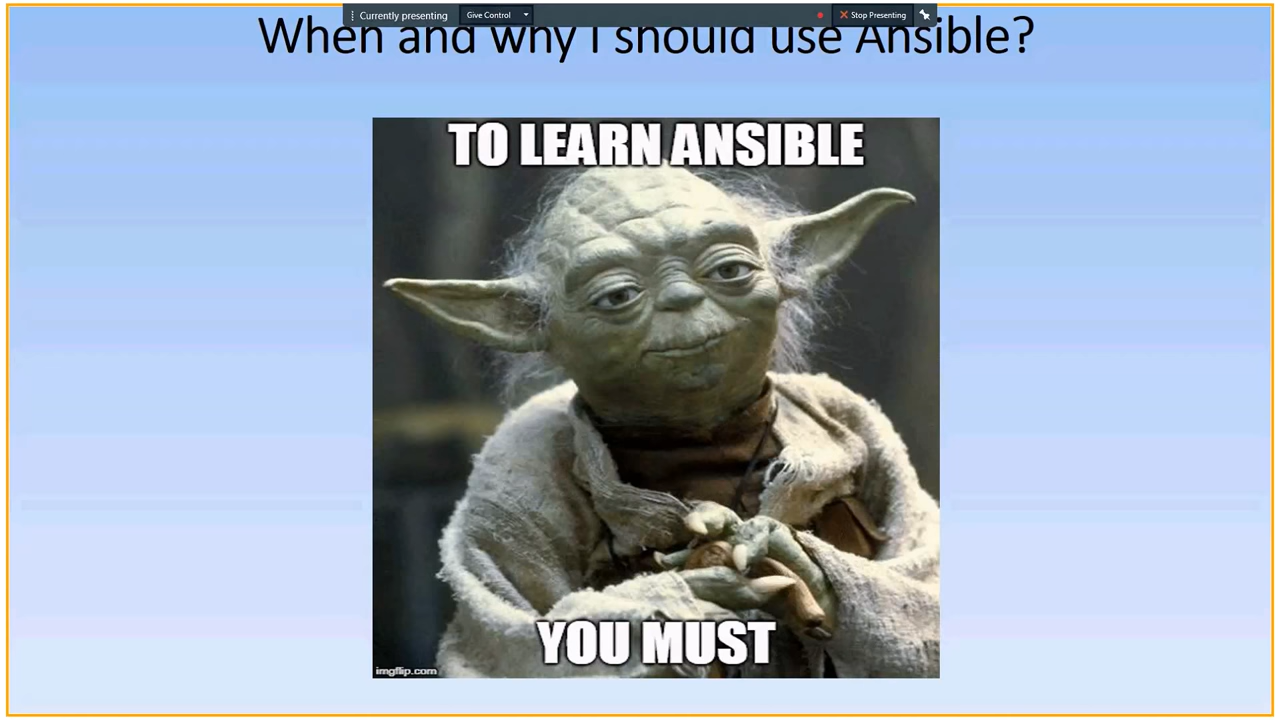 Currently presenting
Give Control
Stop Presenting
When and why I should use Ansible?
TO LEARN ANSIBLE
YOU MUST
imgflip.com